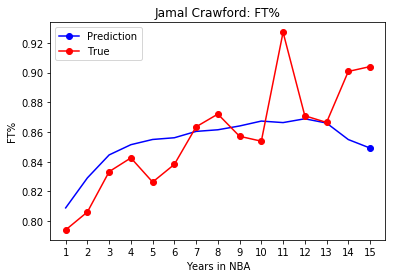 Jamal Crawford: FT%
Prediction
True
FT%
0.92
0.90
0.88
0.86
0.84
0.82
0.80
1 2 3 4 5 6 7 8 9 10 11 12 13 14 15
Years in NBA